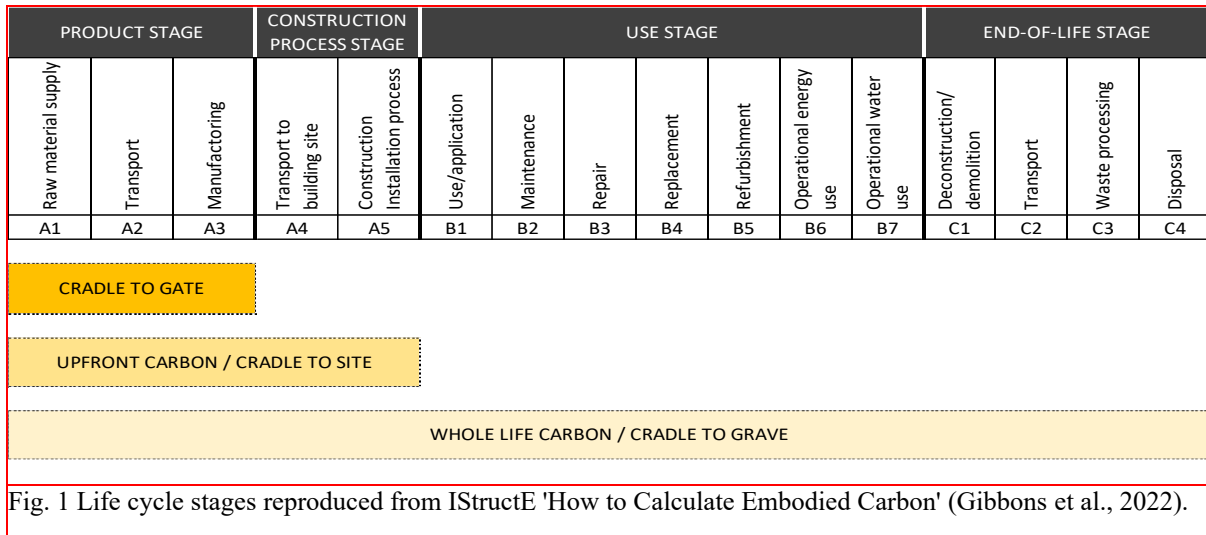 PRODUCT STAGE
CONSTRUCTION
PROCESS STAGE
USE STAGE
END-OF-LIFE STAGE
Raw material supply
Transport
Manufactoring
Transport to
building site
Construction
Installation process
Use/application
Maintenance
Repair
Replacement
Refurbishment
Operational energy
use
Operational water
use
Deconstruction/
demolition
Transport
Waste processing
Disposal
A1 A2 A3 A4 A5 B1 B2 B3 B4 B5 B6 B7 C1 C2 C3 C4
CRADLE TO GATE
UPFRONT CARBON / CRADLE TO SITE
WHOLE LIFE CARBON / CRADLE TO GRAVE
Fig. 1 Life cycle stages reproduced from IStructE 'How to Calculate Embodied Carbon' (Gibbons et al., 2022).